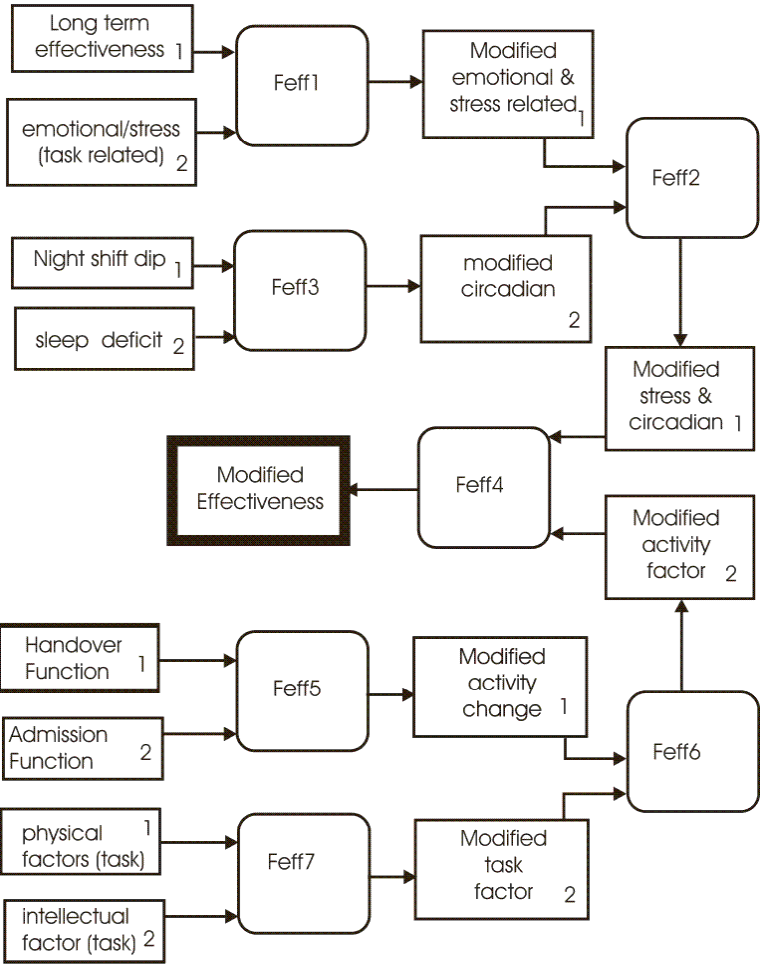 Long term
effectiveness 1
Feff1
Modified
emotional &
stress related 1
emotional/stress
(task related) 2
Feff2
Night shift dip 1
Feff3
modified
circadian
2
sleep deficit 2
Modified
stress &
circadian 1
Modified
Effectiveness
Feff4
Modified
activity
factor 2
Handover
Function 1
Feff5
Modified
activity
change 1
Admission
Function 2
Feff6
physical 1
factors (task)
Feff7
Modified
task
factor 2
intellectual
factor (task) 2